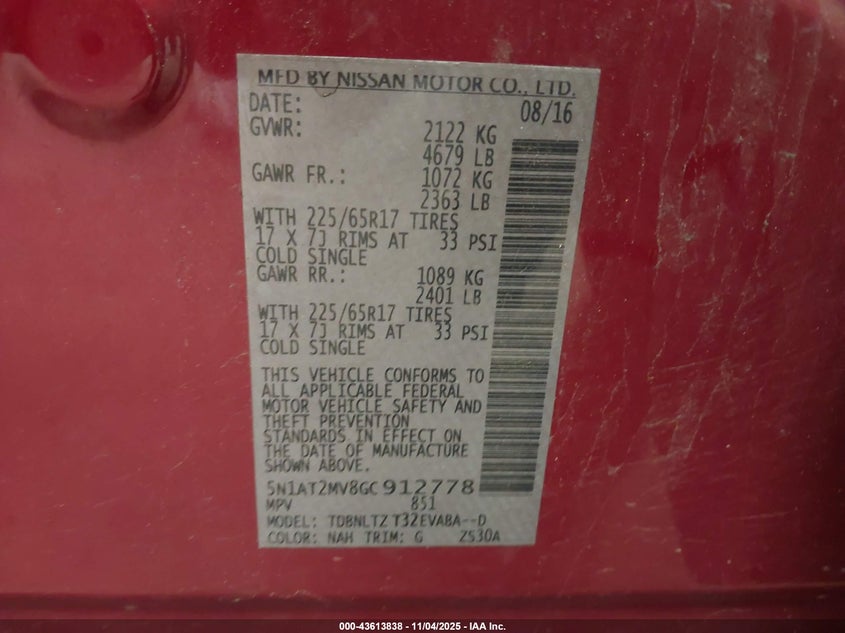 MFD BY NISSAN MOTOR CO., LTD.
DATE: 08/16
GVWR: 2122 KG
4679 LB
GAWR FR.: 1072 KG
2363 LB
WITH 225/65R17 TIRES
17 X 7J RIMS AT 33 PSI
COLD SINGLE
GAWR RR.: 1089 KG
2401 LB
WITH 225/65R17 TIRES
17 X 7J RIMS AT 33 PSI
COLD SINGLE
THIS VEHICLE CONFORMS TO
ALL APPLICABLE FEDERAL
MOTOR VEHICLE SAFETY AND
THEFT PREVENTION
STANDARDS IN EFFECT ON
THE DATE OF MANUFACTURE
SHOWN ABOVE.
5N1AT2MV8GC912778
MPV 851
MODEL: TDBNLTZ T32EVABA--D
COLOR: NAH TRIM: G ZS30A
000-43613838 - 11/04/2025 - IAA Inc.